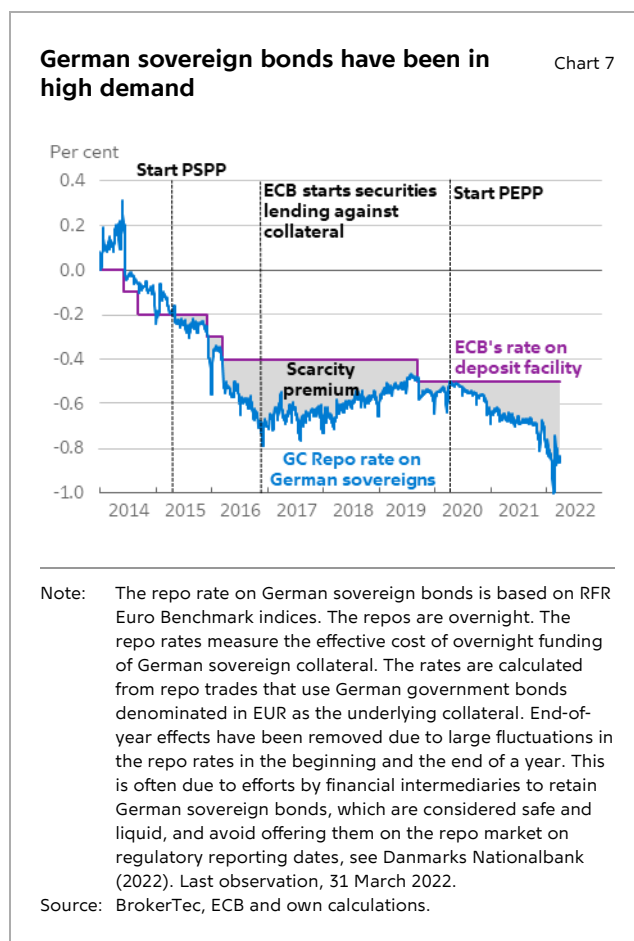 German sovereign bonds have been in
high demand
Chart 7
Per cent
0.4
0.2
0.0
-0.2
-0.4
-0.6
-0.8
-1.0
Start PSPP
ECB starts securities
lending against
collateral
Start PEPP
ECB's rate on
deposit facility
Scarcity
premium
GC Repo rate on
German sovereigns
2014 2015 2016 2017 2018 2019 2020 2021 2022
Note: The repo rate on German sovereign bonds is based on RFR
Euro Benchmark indices. The repos are overnight. The
repo rates measure the effective cost of overnight funding
of German sovereign collateral. The rates are calculated
from repo trades that use German government bonds
denominated in EUR as the underlying collateral. End-of-
year effects have been removed due to large fluctuations in
the repo rates in the beginning and the end of a year. This
is often due to efforts by financial intermediaries to retain
German sovereign bonds, which are considered safe and
liquid, and avoid offering them on the repo market on
regulatory reporting dates, see Danmarks Nationalbank
(2022). Last observation, 31 March 2022.
Source: BrokerTec, ECB and own calculations.